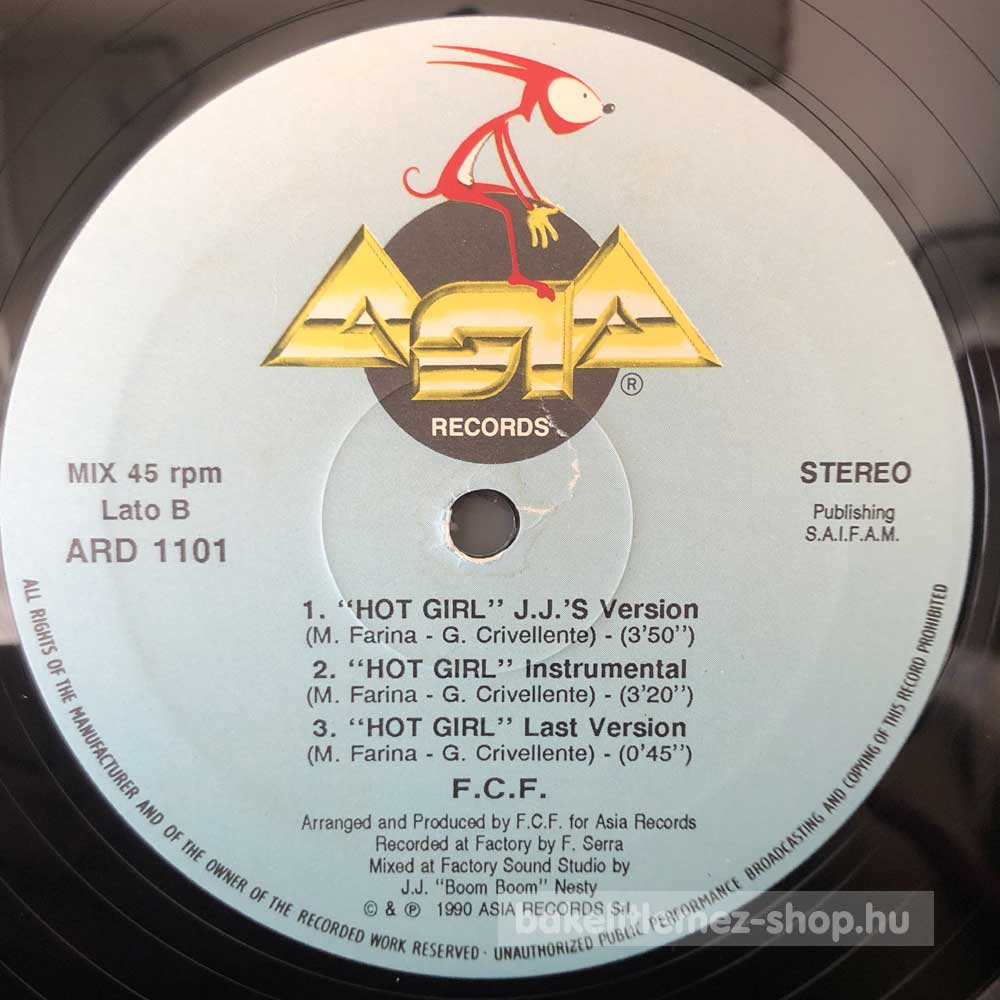 ASIA
®
RECORDS
MIX 45 rpm
Lato B
ARD 1101
STEREO
Publishing
S.A.I.F.A.M.
1. "HOT GIRL" J.J.'S Version
(M. Farina - G. Crivellente) - (3'50")
2. "HOT GIRL" Instrumental
(M. Farina - G. Crivellente) - (3'20")
3. "HOT GIRL" Last Version
(M. Farina - G. Crivellente) - (0'45")
F.C.F.
Arranged and Produced by F.C.F. for Asia Records
Recorded at Factory by F. Serra
Mixed at Factory Sound Studio by
J.J. "Boom Boom" Nesty
© & ℗ 1990 ASIA RECORDS S.r.l.
ALL RIGHTS OF THE MANUFACTURER AND OF THE OWNER OF THE RECORDED WORK RESERVED - UNAUTHORIZED PUBLIC PERFORMANCE BROADCASTING AND COPYING OF THIS RECORD PROHIBITED
bakelitlemez-shop.hu